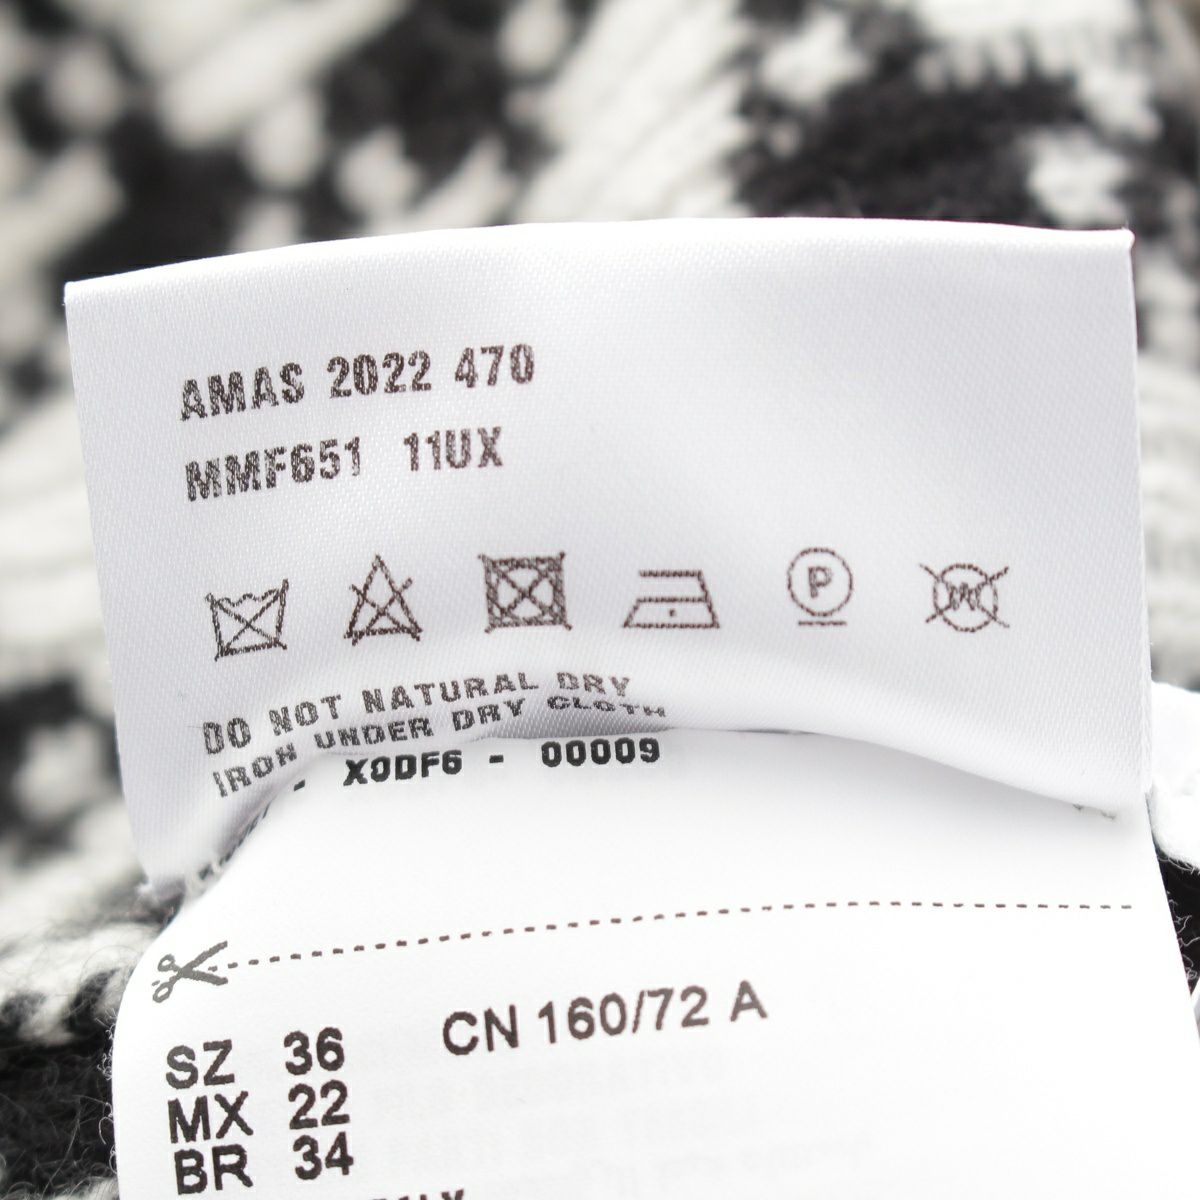 AMAS 2022 470
MMF651 11UX
P
W
DO NOT NATURAL DRY
IRON UNDER DRY CLOTH
- X0DF6 - 00009
SZ 36 CN 160/72 A
MX 22
BR 34